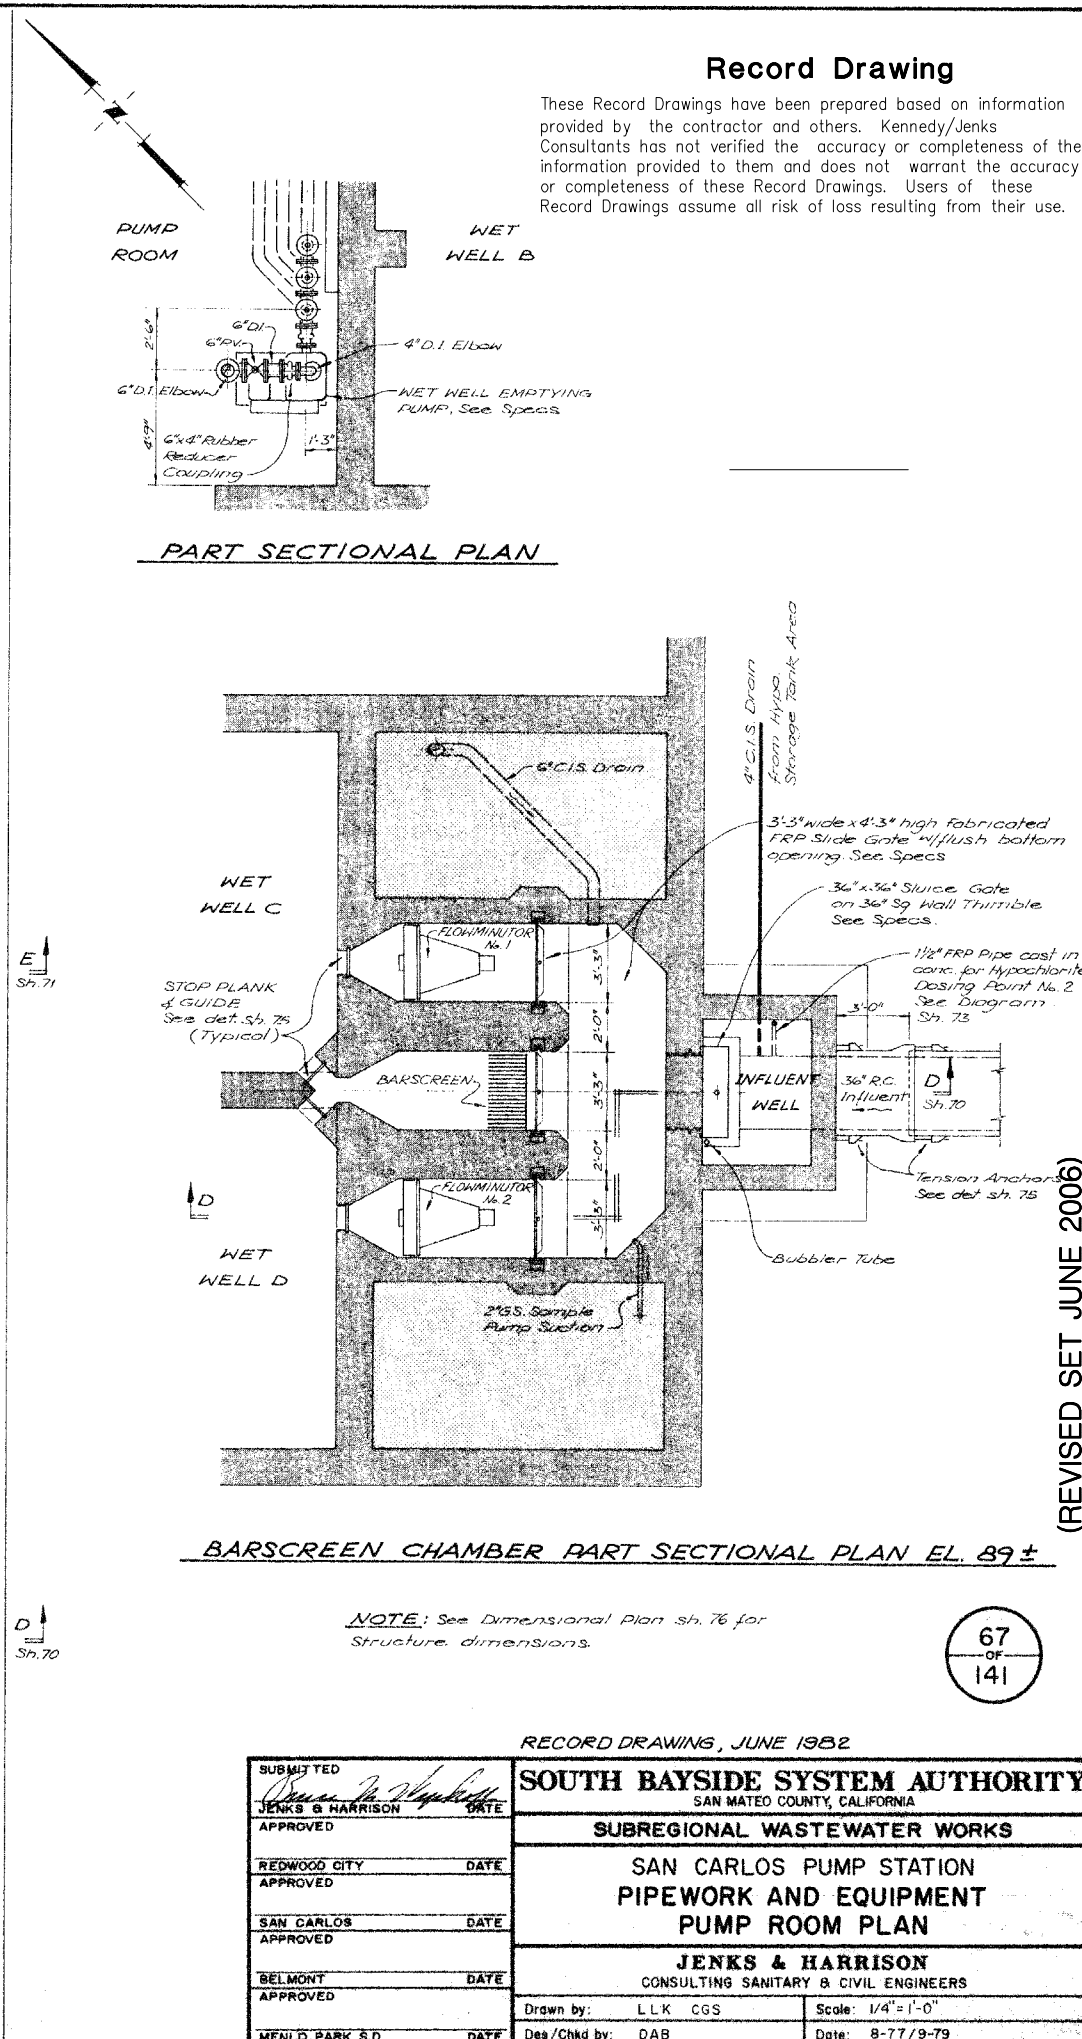 Record Drawing
These Record Drawings have been prepared based on information
provided by the contractor and others. Kennedy/Jenks
Consultants has not verified the accuracy or completeness of the
information provided to them and does not warrant the accuracy
or completeness of these Record Drawings. Users of these
Record Drawings assume all risk of loss resulting from their use.
PUMP
ROOM
WET
WELL B
2'-6"
4'-9"
6" D.I.
6" P.V.
6" D.I. Elbow
4" D.I. Elbow
WET WELL EMPTYING
PUMP, See Specs
6"x4" Rubber
Reducer
Coupling
1'-3"
PART SECTIONAL PLAN
4" C.I.S. Drain
from Hypo.
Storage Tank Area
6" C.I.S. Drain
3'-3" wide x 4'-3" high fabricated
FRP Slide Gate w/flush bottom
opening. See Specs
WET
WELL C
36" x 36" Sluice Gate
on 36" Sq Wall Thimble
See Specs.
FLOWMINUTOR
No. 1
E
Sh. 71
STOP PLANK
& GUIDE
See det. sh. 75
(Typical)
1½" FRP Pipe cast in
conc. for Hypochlorite
Dosing Point No. 2
See Diagram
Sh. 73
3'-0"
3'-3"
2'-0"
3'-3"
2'-0"
3'-3"
BARSCREEN
INFLUENT
WELL
36" R.C.
Influent
D
Sh. 70
FLOWMINUTOR
No. 2
Tension Anchors
See det sh. 75
D
WET
WELL D
Bubbler Tube
2" G.S. Sample
Pump Suction
(REVISED SET JUNE 2006)
BARSCREEN CHAMBER PART SECTIONAL PLAN EL. 89±
D
Sh. 70
NOTE: See Dimensional Plan sh. 76 for
Structure dimensions.
67
OF
141
RECORD DRAWING, JUNE 1982
SUBMITTED
JENKS & HARRISON DATE
APPROVED
REDWOOD CITY DATE
APPROVED
SAN CARLOS DATE
APPROVED
BELMONT DATE
APPROVED
MENLO PARK S.D. DATE
SOUTH BAYSIDE SYSTEM AUTHORITY
SAN MATEO COUNTY, CALIFORNIA
SUBREGIONAL WASTEWATER WORKS
SAN CARLOS PUMP STATION
PIPEWORK AND EQUIPMENT
PUMP ROOM PLAN
JENKS & HARRISON
CONSULTING SANITARY & CIVIL ENGINEERS
Drawn by: LLK CGS
Scale: 1/4"=1'-0"
Des/Chkd by: DAB
Date: 8-77/9-79